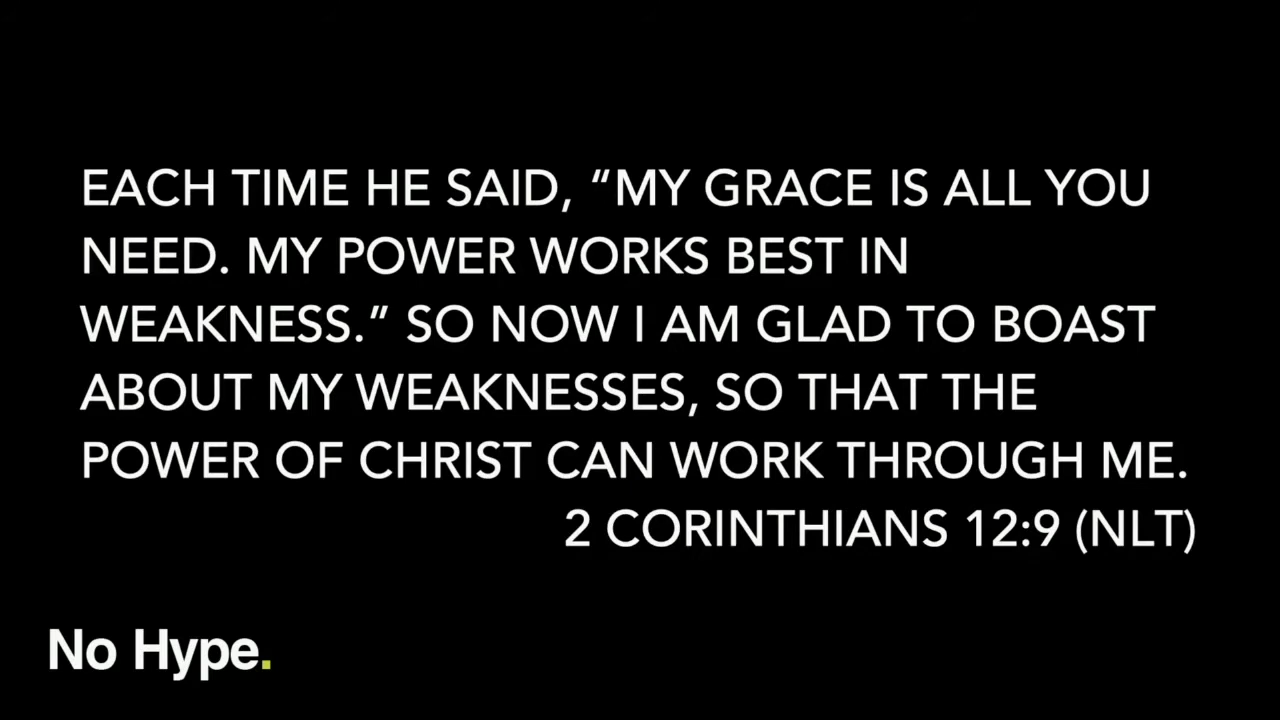 EACH TIME HE SAID, “MY GRACE IS ALL YOU
NEED. MY POWER WORKS BEST IN
WEAKNESS.” SO NOW I AM GLAD TO BOAST
ABOUT MY WEAKNESSES, SO THAT THE
POWER OF CHRIST CAN WORK THROUGH ME.
2 CORINTHIANS 12:9 (NLT)
No Hype.